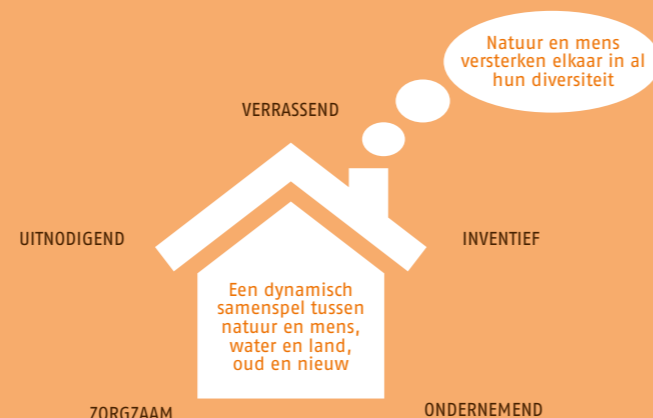 Natuur en mens
versterken elkaar in al
hun diversiteit
VERRASSEND
UITNODIGEND
INVENTIEF
Een dynamisch
samenspel tussen
natuur en mens,
water en land,
oud en nieuw
ZORGZAAM
ONDERNEMEND